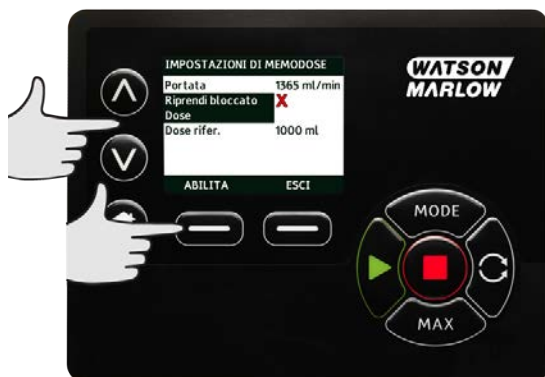 IMPOSTAZIONI DI MEMODOSE
Portata 1365 ml/min
Riprendi bloccato X
Dose
Dose rifer. 1000 ml
ABILITA ESCI
WATSON
MARLOW
MODE
MAX